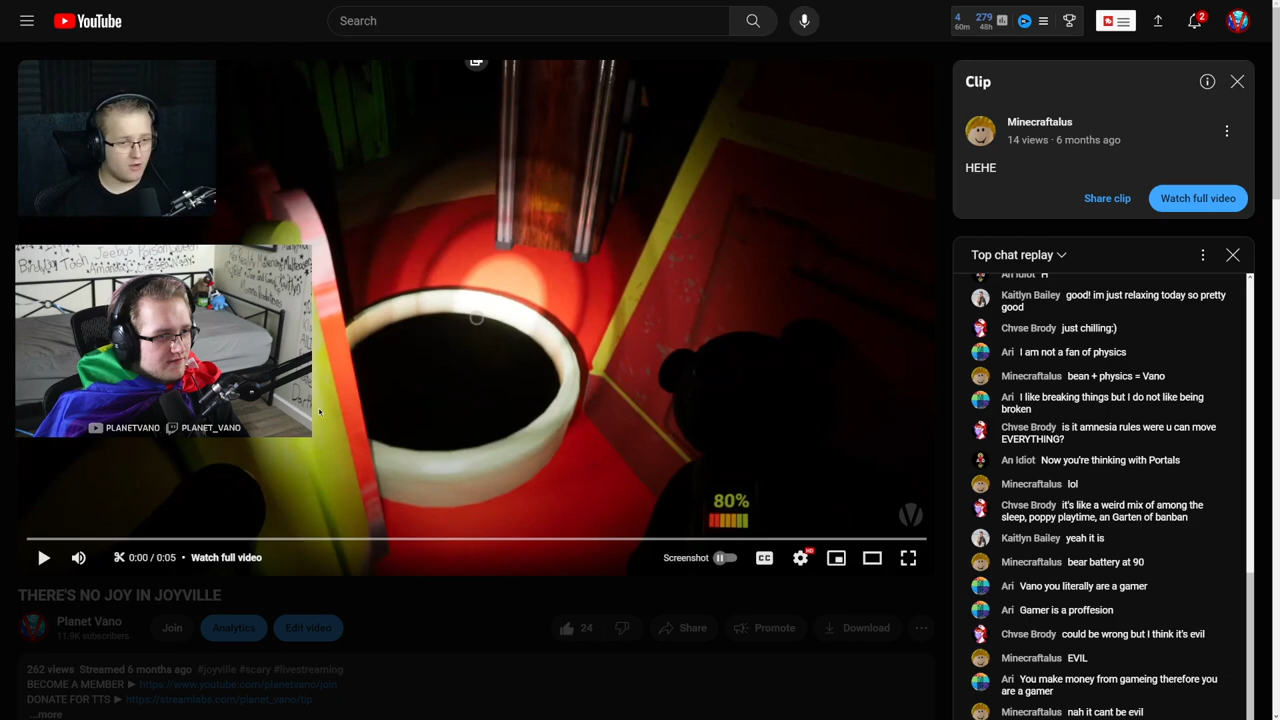 YouTube
Search
4 279
60m 48h
2
Clip
Minecraftalus
14 views · 6 months ago
HEHE
Share clip
Watch full video
Top chat replay
An Idiot H
Kaitlyn Bailey good! im just relaxing today so pretty
good
Chvse Brody just chilling:)
Ari I am not a fan of physics
Minecraftalus bean + physics = Vano
Ari I like breaking things but I do not like being
broken
Chvse Brody is it amnesia rules were u can move
EVERYTHING?
An Idiot Now you're thinking with Portals
Minecraftalus lol
Chvse Brody it's like a weird mix of among the
sleep, poppy playtime, an Garten of banban
Kaitlyn Bailey yeah it is
Minecraftalus bear battery at 90
Ari Vano you literally are a gamer
Ari Gamer is a proffesion
Chvse Brody could be wrong but I think it's evil
Minecraftalus EVIL
Ari You make money from gameing therefore you
are a gamer
Minecraftalus nah it cant be evil
Jeebus
Tash
PLANETVANO PLANET_VANO
80%
0:00 / 0:05 • Watch full video
Screenshot
CC
HD
THERE'S NO JOY IN JOYVILLE
Planet Vano
11.9K subscribers
Join
Analytics
Edit video
24
Share
Promote
Download
262 views Streamed 6 months ago #joyville #scary #livestreaming
BECOME A MEMBER ► https://www.youtube.com/planetvano/join
DONATE FOR TTS ► https://streamlabs.com/planet_vano/tip
...more